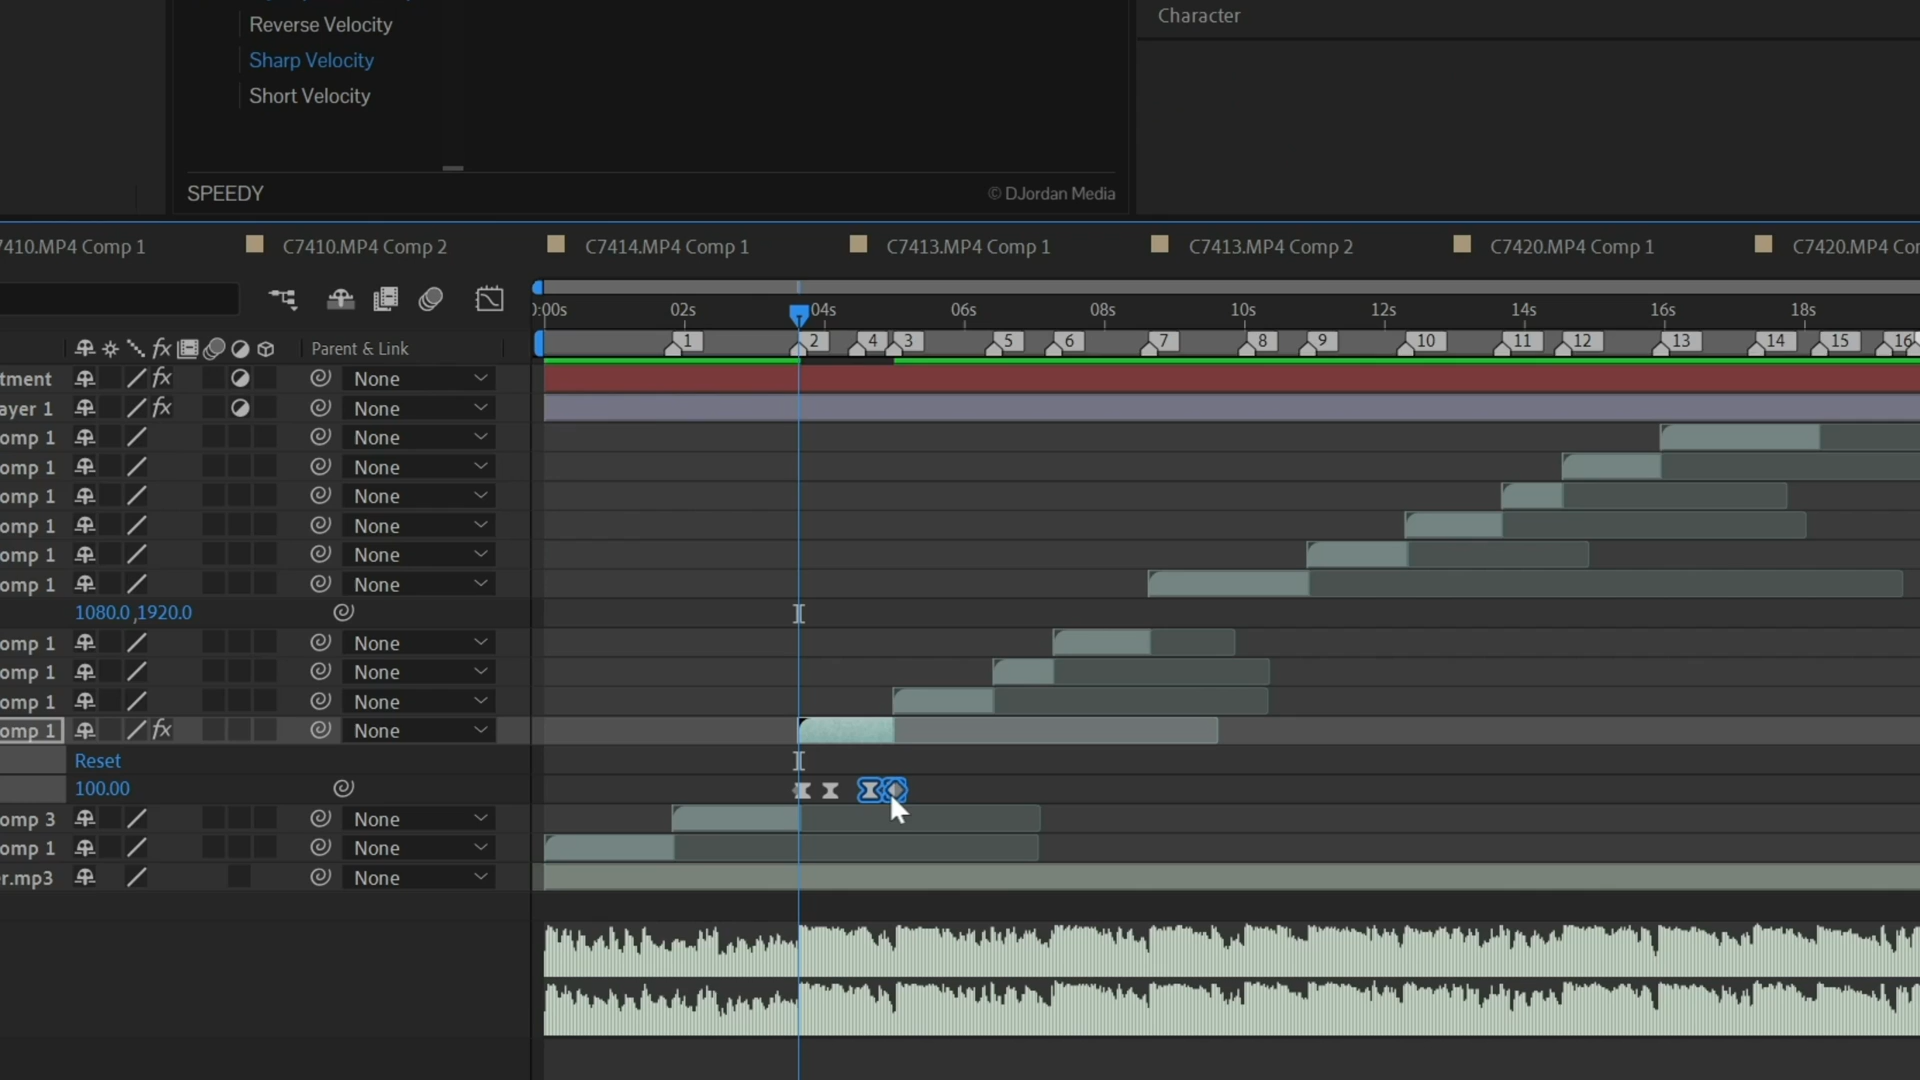 Character
Reverse Velocity
Sharp Velocity
Short Velocity
SPEEDY
© DJordan Media
7410.MP4 Comp 1
C7410.MP4 Comp 2
C7414.MP4 Comp 1
C7413.MP4 Comp 1
C7413.MP4 Comp 2
C7420.MP4 Comp 1
C7420.MP4 Cor
0:00s 02s 04s 06s 08s 10s 12s 14s 16s 18s
1 2 4 3 5 6 7 8 9 10 11 12 13 14 15 16
fx Parent & Link
tment fx None
ayer 1 fx None
omp 1 None
omp 1 None
omp 1 None
omp 1 None
omp 1 None
omp 1 None
1080.0,1920.0
omp 1 None
omp 1 None
omp 1 None
omp 1 fx None
Reset
100.00
omp 3 None
omp 1 None
r.mp3 None